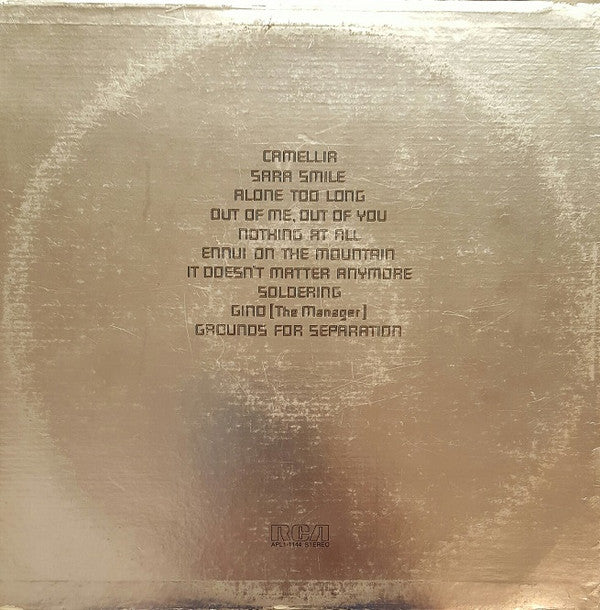 CAMELLIA
SARA SMILE
ALONE TOO LONG
OUT OF ME, OUT OF YOU
NOTHING AT ALL
ENNUI ON THE MOUNTAIN
IT DOESN'T MATTER ANYMORE
SOLDERING
GINO [The Manager]
GROUNDS FOR SEPARATION
RCA
APL1-1144 STEREO